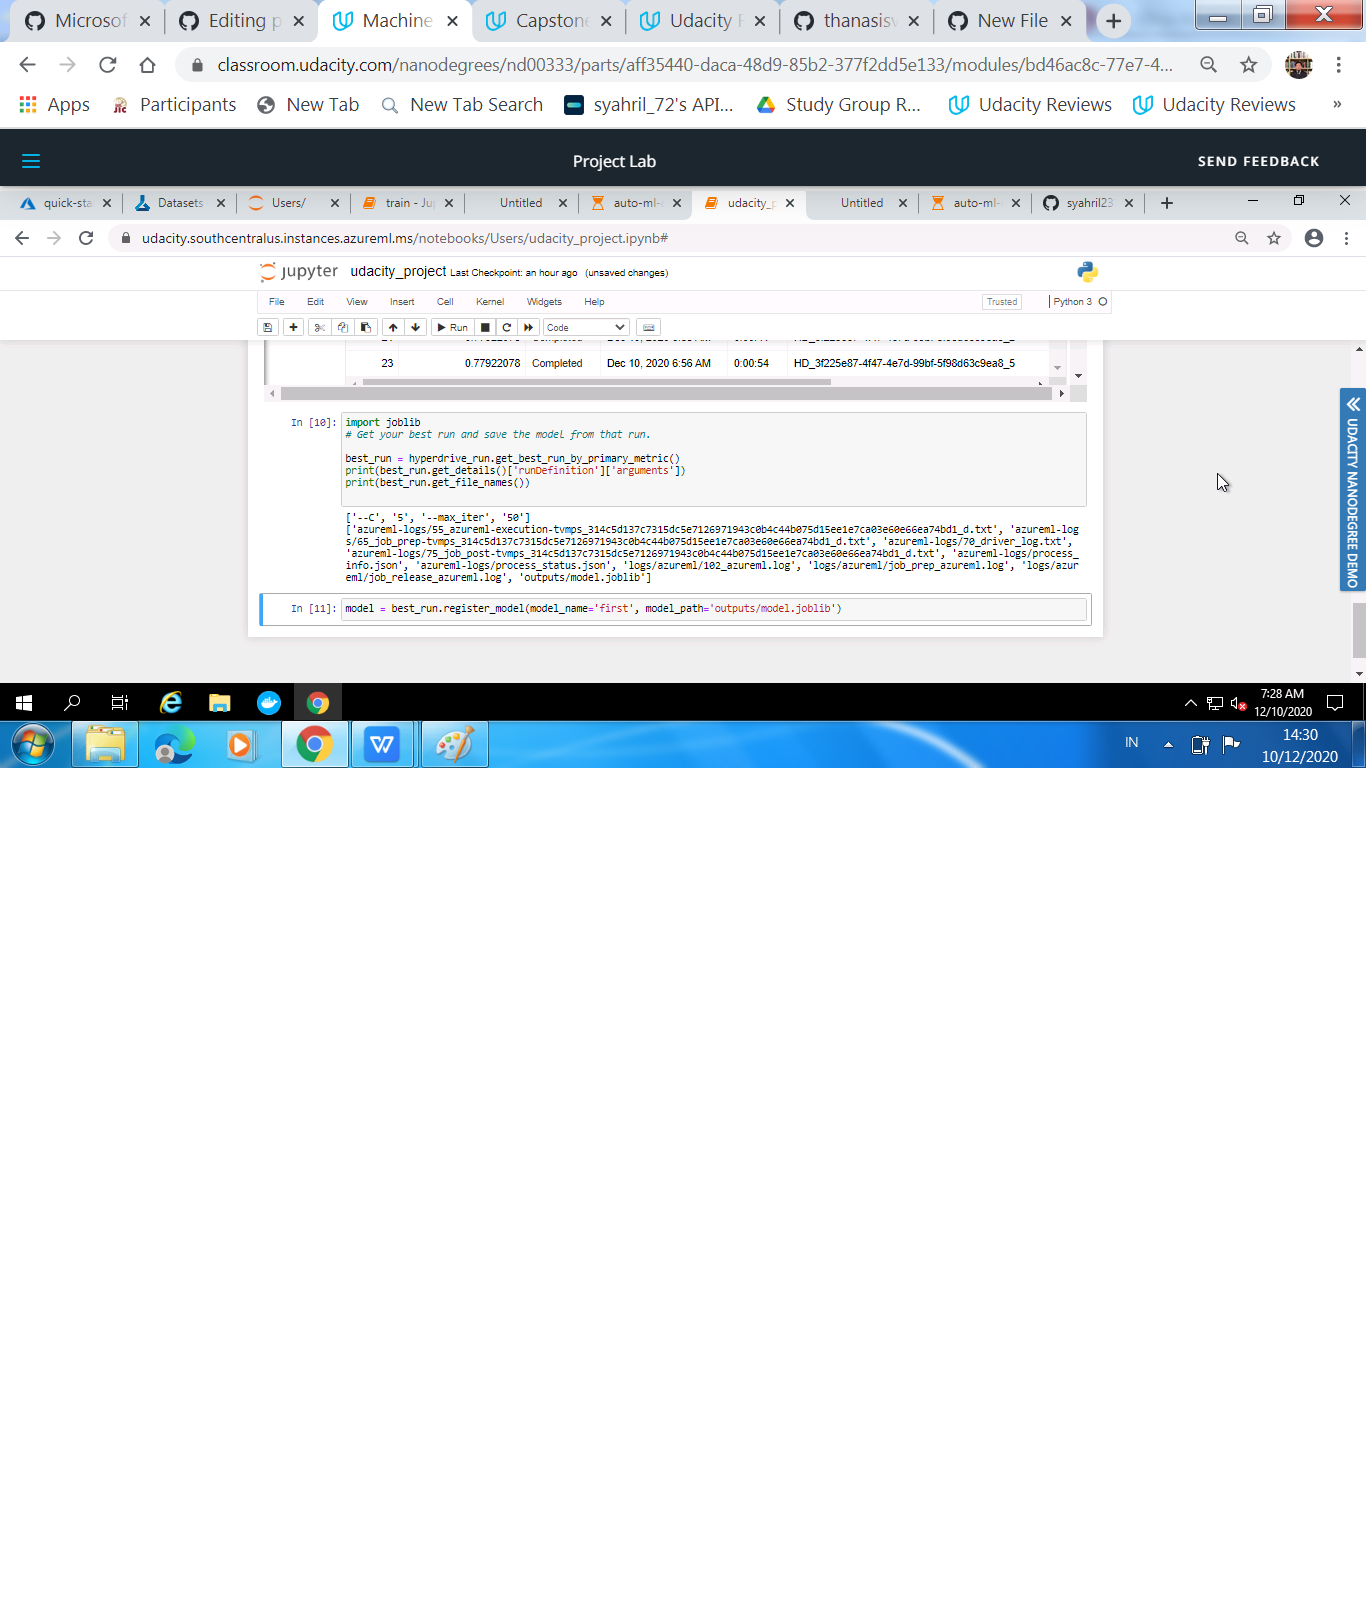 Microsof
Editing p
Machine
Capstone
Udacity F
thanasisv
New File
classroom.udacity.com/nanodegrees/nd00333/parts/aff35440-daca-48d9-85b2-377f2dd5e133/modules/bd46ac8c-77e7-4...
Apps
Participants
New Tab
New Tab Search
syahril_72's API...
Study Group R...
Udacity Reviews
Udacity Reviews
»
Project Lab
SEND FEEDBACK
quick-sta
Datasets
Users/
train - Ju
Untitled
auto-ml-
udacity_p
Untitled
auto-ml-
syahril23
udacity.southcentralus.instances.azureml.ms/notebooks/Users/udacity_project.ipynb#
jupyter udacity_project Last Checkpoint: an hour ago (unsaved changes)
File Edit View Insert Cell Kernel Widgets Help
Trusted
Python 3
Run
Code
23 0.77922078 Completed Dec 10, 2020 6:56 AM 0:00:54 HD_3f225e87-4f47-4e7d-99bf-5f98d63c9ea8_5
In [10]: import joblib
# Get your best run and save the model from that run.
best_run = hyperdrive_run.get_best_run_by_primary_metric()
print(best_run.get_details()['runDefinition']['arguments'])
print(best_run.get_file_names())
['--C', '5', '--max_iter', '50']
['azureml-logs/55_azureml-execution-tvmps_314c5d137c7315dc5e7126971943c0b4c44b075d15ee1e7ca03e60e66ea74bd1_d.txt', 'azureml-log
s/65_job_prep-tvmps_314c5d137c7315dc5e7126971943c0b4c44b075d15ee1e7ca03e60e66ea74bd1_d.txt', 'azureml-logs/70_driver_log.txt',
'azureml-logs/75_job_post-tvmps_314c5d137c7315dc5e7126971943c0b4c44b075d15ee1e7ca03e60e66ea74bd1_d.txt', 'azureml-logs/process_
info.json', 'azureml-logs/process_status.json', 'logs/azureml/102_azureml.log', 'logs/azureml/job_prep_azureml.log', 'logs/azur
eml/job_release_azureml.log', 'outputs/model.joblib']
In [11]: model = best_run.register_model(model_name='first', model_path='outputs/model.joblib')
UDACITY NANODEGREE DEMO
7:28 AM
12/10/2020
IN
14:30
10/12/2020